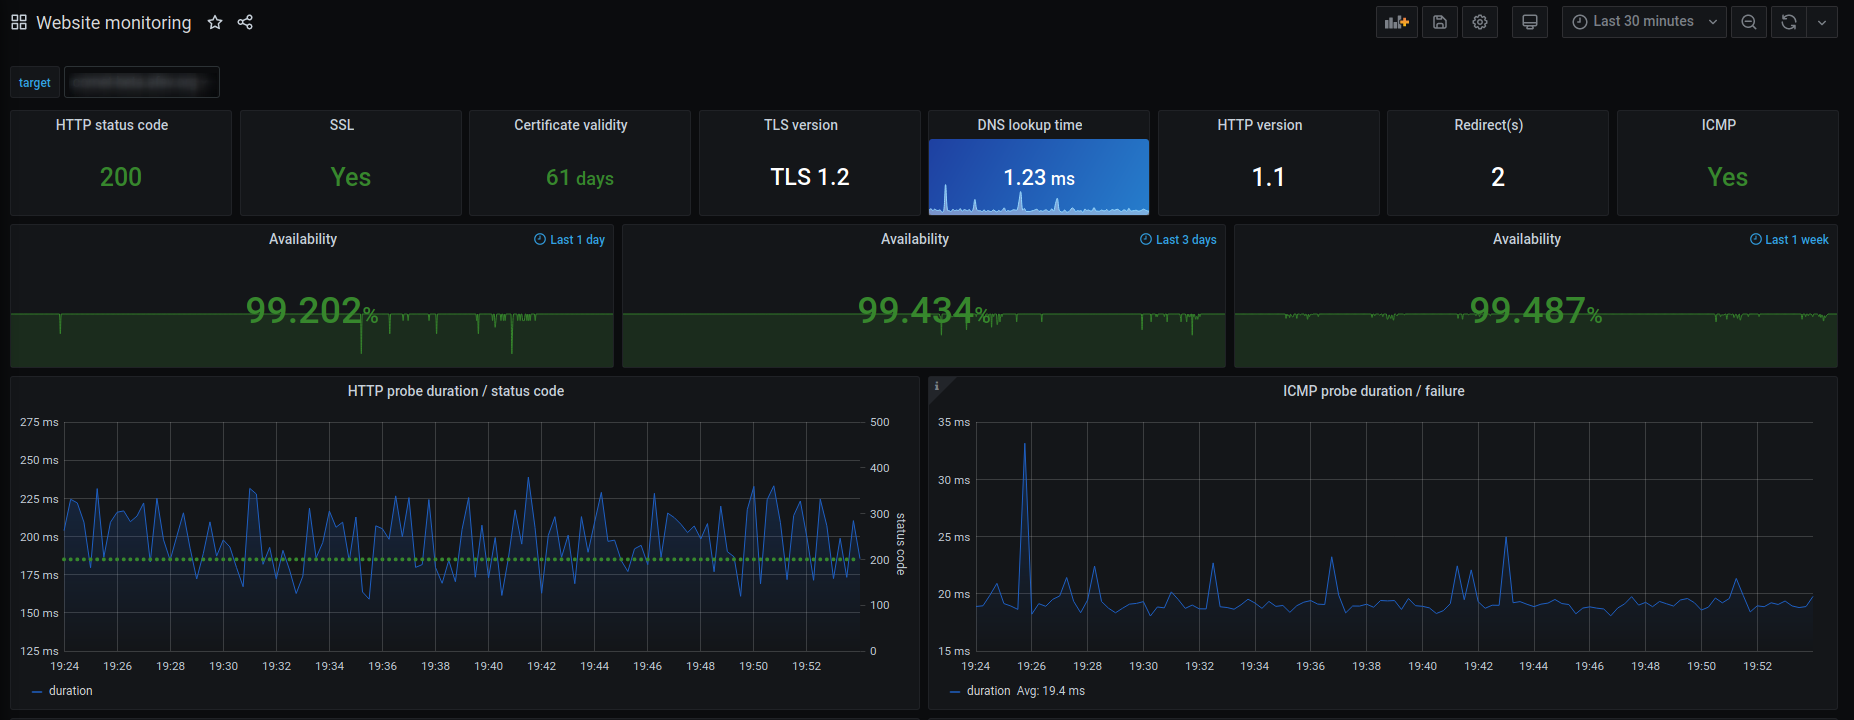 Website monitoring
Last 30 minutes
target
HTTP status code
200
SSL
Yes
Certificate validity
61 days
TLS version
TLS 1.2
DNS lookup time
1.23 ms
HTTP version
1.1
Redirect(s)
2
ICMP
Yes
Availability
Last 1 day
99.202%
Availability
Last 3 days
99.434%
Availability
Last 1 week
99.487%
HTTP probe duration / status code
275 ms
250 ms
225 ms
200 ms
175 ms
150 ms
125 ms
500
400
300
200
100
0
status code
19:24 19:26 19:28 19:30 19:32 19:34 19:36 19:38 19:40 19:42 19:44 19:46 19:48 19:50 19:52
duration
i
ICMP probe duration / failure
35 ms
30 ms
25 ms
20 ms
15 ms
19:24 19:26 19:28 19:30 19:32 19:34 19:36 19:38 19:40 19:42 19:44 19:46 19:48 19:50 19:52
duration Avg: 19.4 ms